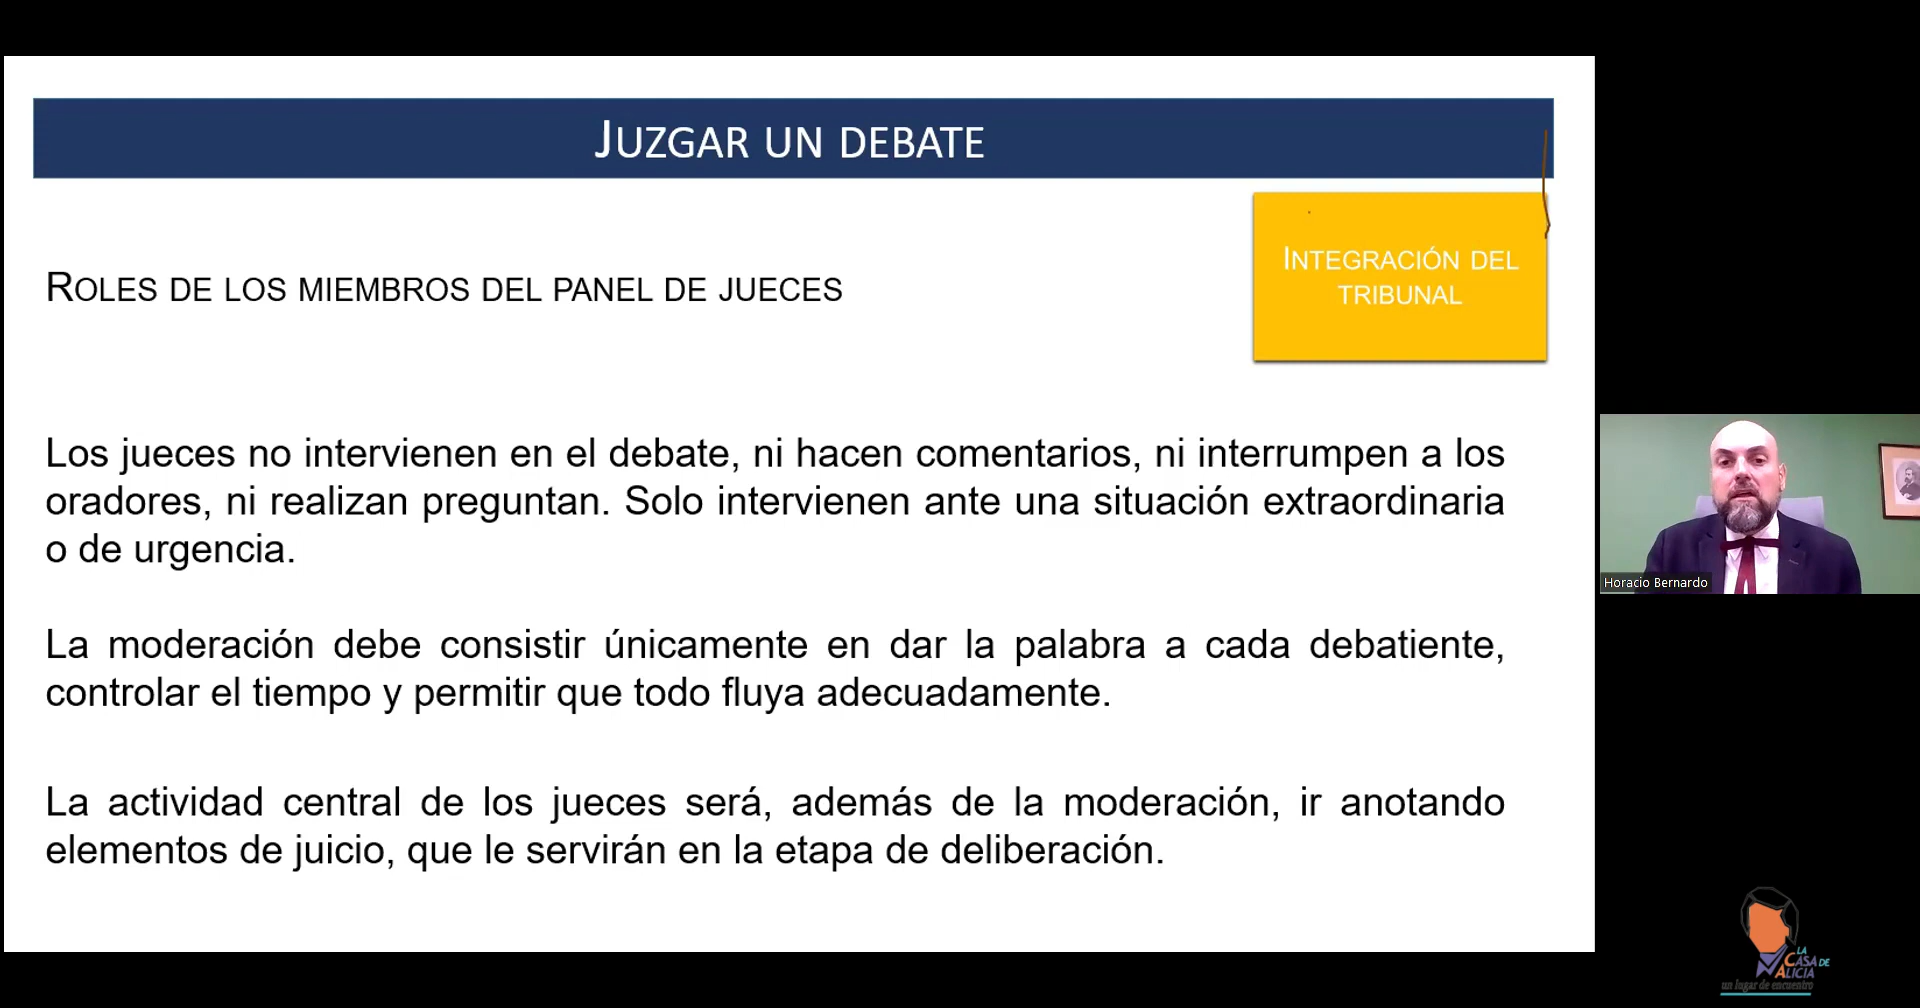 JUZGAR UN DEBATE
INTEGRACIÓN DEL
TRIBUNAL
ROLES DE LOS MIEMBROS DEL PANEL DE JUECES
Los jueces no intervienen en el debate, ni hacen comentarios, ni interrumpen a los
oradores, ni realizan preguntan. Solo intervienen ante una situación extraordinaria
o de urgencia.
La moderación debe consistir únicamente en dar la palabra a cada debatiente,
controlar el tiempo y permitir que todo fluya adecuadamente.
La actividad central de los jueces será, además de la moderación, ir anotando
elementos de juicio, que le servirán en la etapa de deliberación.
Horacio Bernardo
LA
CASA DE
ALICIA
un lugar de encuentro